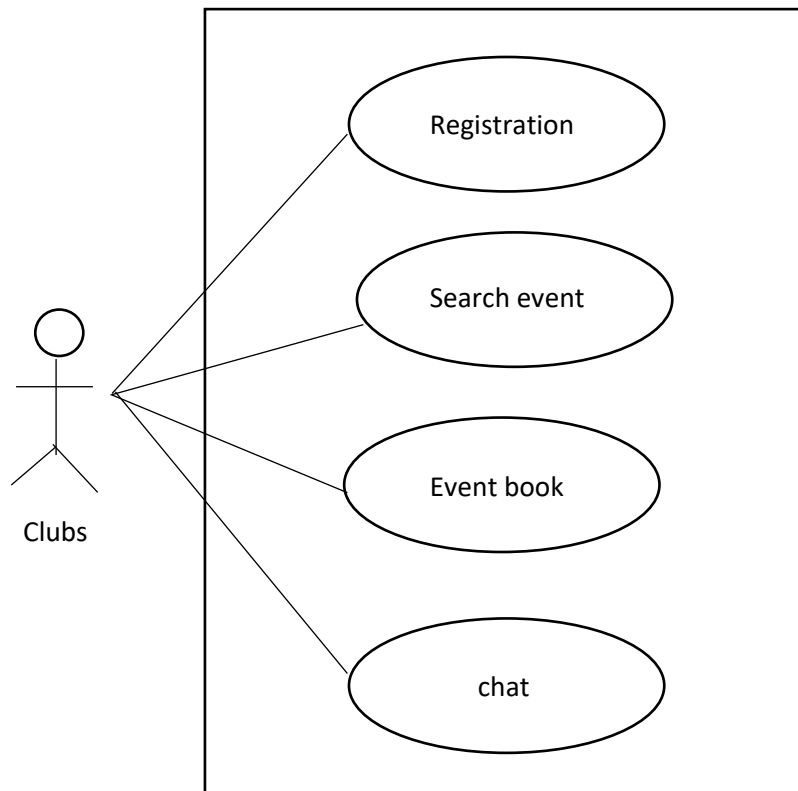 Registration
Search event
Event book
Clubs
chat